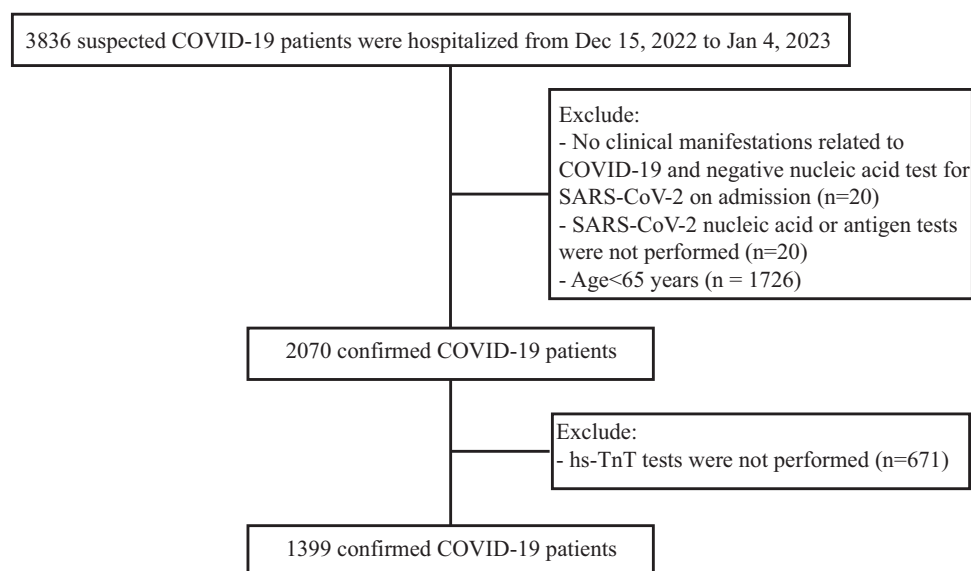 3836 suspected COVID-19 patients were hospitalized from Dec 15, 2022 to Jan 4, 2023
Exclude:
- No clinical manifestations related to
COVID-19 and negative nucleic acid test for
SARS-CoV-2 on admission (n=20)
- SARS-CoV-2 nucleic acid or antigen tests
were not performed (n=20)
- Age<65 years (n = 1726)
2070 confirmed COVID-19 patients
Exclude:
- hs-TnT tests were not performed (n=671)
1399 confirmed COVID-19 patients